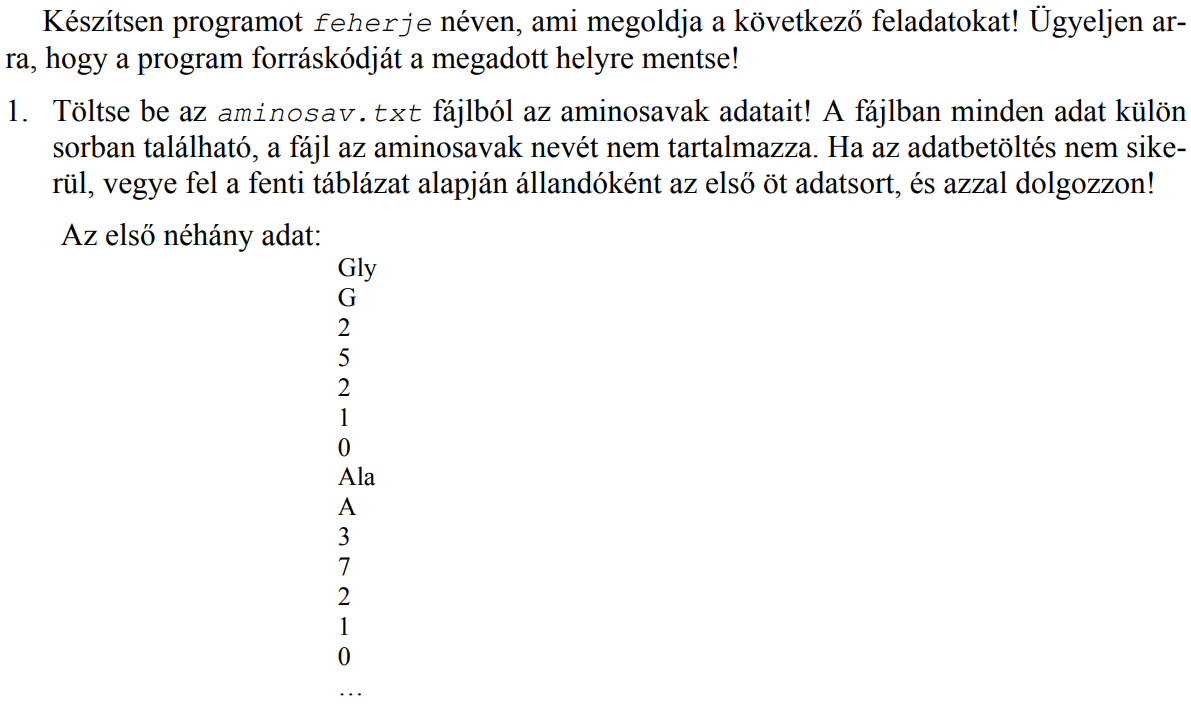 Készítsen programot feherje néven, ami megoldja a következő feladatokat! Ügyeljen ar-
ra, hogy a program forráskódját a megadott helyre mentse!
1. Töltse be az aminosav.txt fájlból az aminosavak adatait! A fájlban minden adat külön
sorban található, a fájl az aminosavak nevét nem tartalmazza. Ha az adatbetöltés nem sike-
rül, vegye fel a fenti táblázat alapján állandóként az első öt adatsort, és azzal dolgozzon!
Az első néhány adat:
Gly
G
2
5
2
1
0
Ala
A
3
7
2
1
0
…